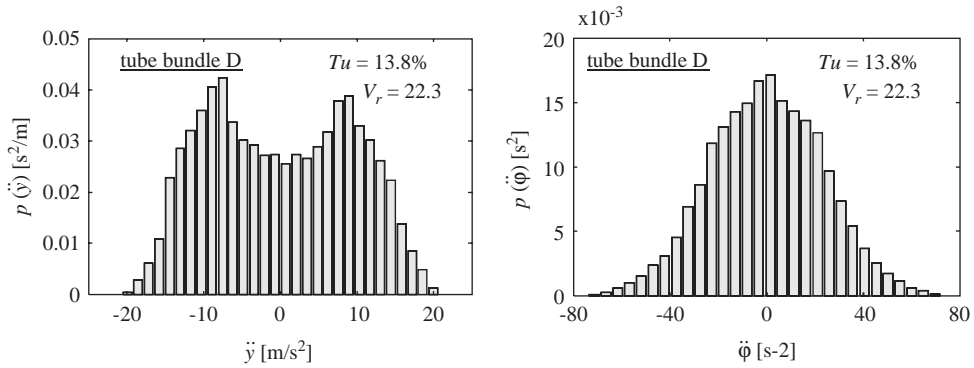 0.05
0.04
0.03
0.02
0.01
0
p (ÿ) [s²/m]
tube bundle D
Tu = 13.8%
Vᵣ = 22.3
-20
-10
0
10
20
ÿ [m/s²]
x10⁻³
20
15
10
5
0
p (φ̈) [s²]
tube bundle D
Tu = 13.8%
Vᵣ = 22.3
-80
-40
0
40
80
φ̈ [s-2]